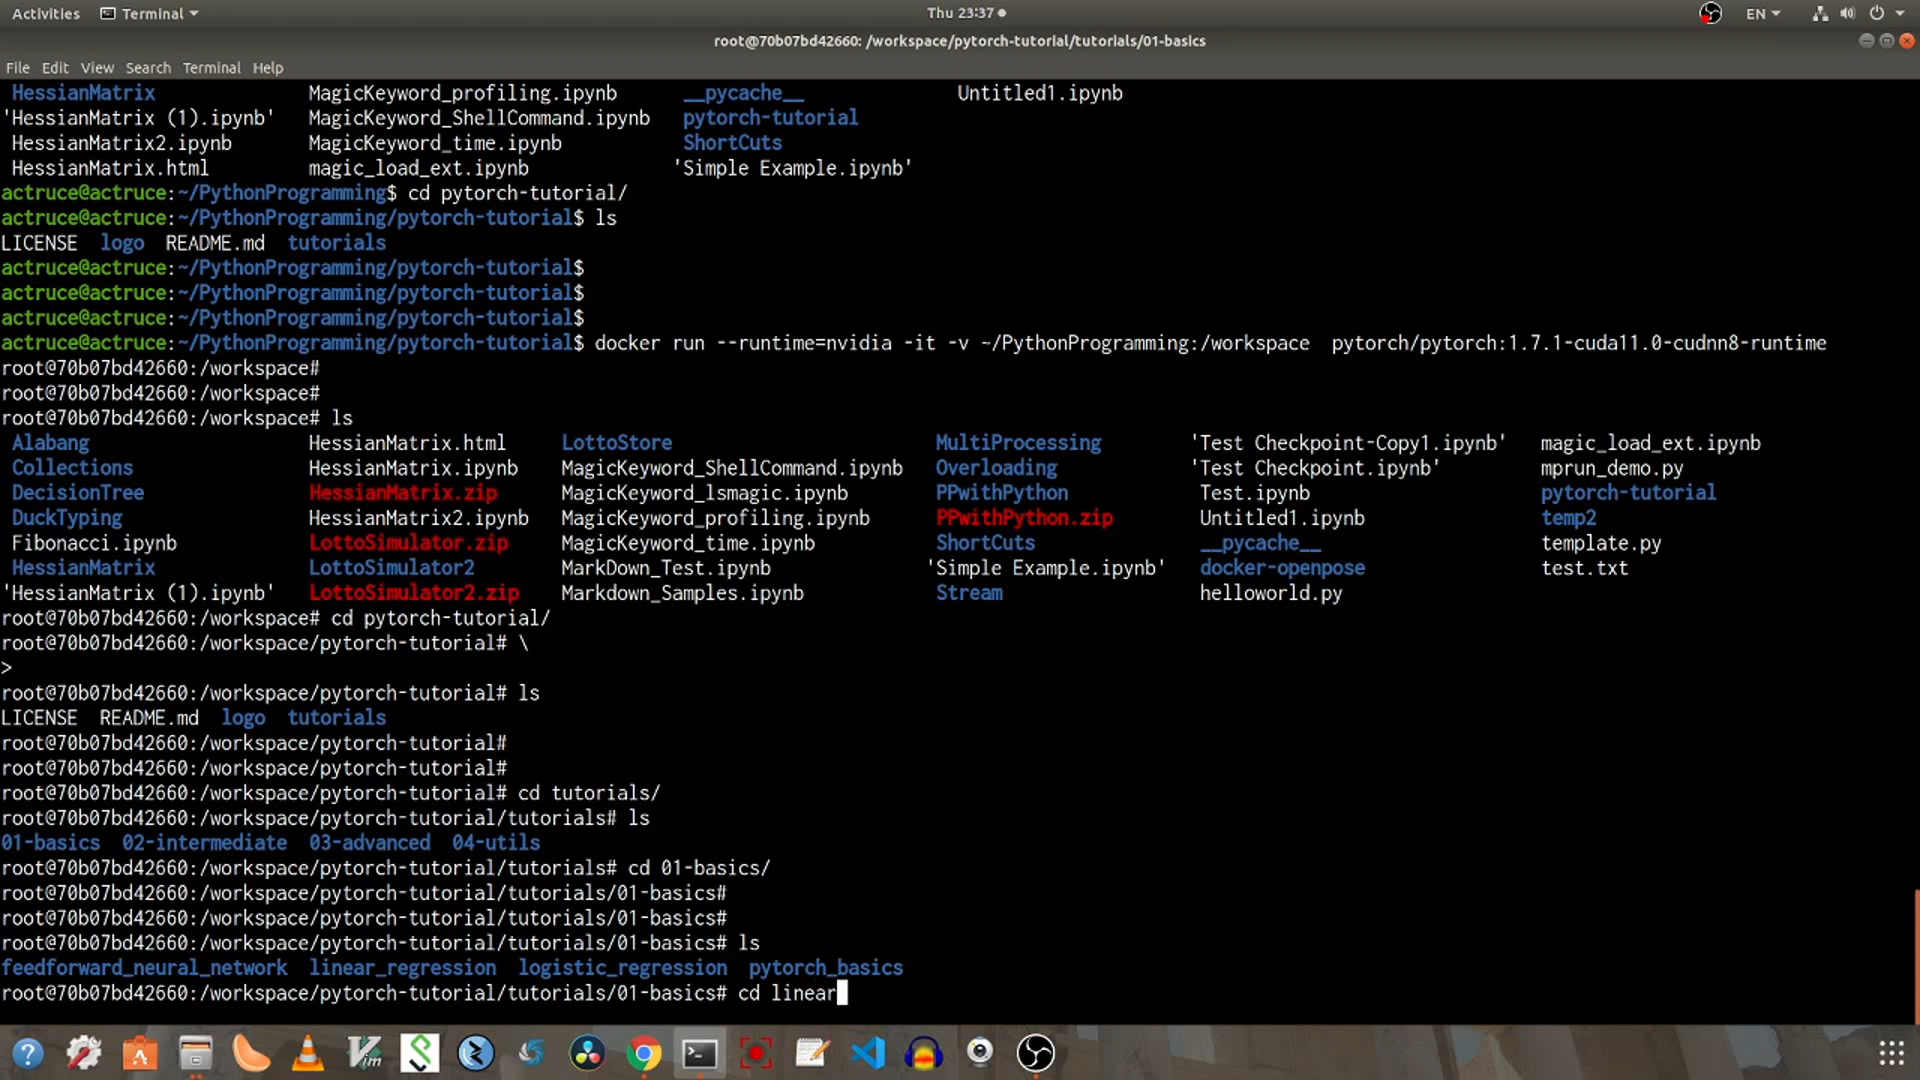 Activities Terminal Thu 23:37 EN
root@70b07bd42660: /workspace/pytorch-tutorial/tutorials/01-basics
File Edit View Search Terminal Help
HessianMatrix MagicKeyword_profiling.ipynb __pycache__ Untitled1.ipynb
'HessianMatrix (1).ipynb' MagicKeyword_ShellCommand.ipynb pytorch-tutorial
HessianMatrix2.ipynb MagicKeyword_time.ipynb ShortCuts
HessianMatrix.html magic_load_ext.ipynb 'Simple Example.ipynb'
actruce@actruce:~/PythonProgramming$ cd pytorch-tutorial/
actruce@actruce:~/PythonProgramming/pytorch-tutorial$ ls
LICENSE logo README.md tutorials
actruce@actruce:~/PythonProgramming/pytorch-tutorial$
actruce@actruce:~/PythonProgramming/pytorch-tutorial$
actruce@actruce:~/PythonProgramming/pytorch-tutorial$
actruce@actruce:~/PythonProgramming/pytorch-tutorial$ docker run --runtime=nvidia -it -v ~/PythonProgramming:/workspace pytorch/pytorch:1.7.1-cuda11.0-cudnn8-runtime
root@70b07bd42660:/workspace#
root@70b07bd42660:/workspace#
root@70b07bd42660:/workspace# ls
Alabang HessianMatrix.html LottoStore MultiProcessing 'Test Checkpoint-Copy1.ipynb' magic_load_ext.ipynb
Collections HessianMatrix.ipynb MagicKeyword_ShellCommand.ipynb Overloading 'Test Checkpoint.ipynb' mprun_demo.py
DecisionTree HessianMatrix.zip MagicKeyword_lsmagic.ipynb PPwithPython Test.ipynb pytorch-tutorial
DuckTyping HessianMatrix2.ipynb MagicKeyword_profiling.ipynb PPwithPython.zip Untitled1.ipynb temp2
Fibonacci.ipynb LottoSimulator.zip MagicKeyword_time.ipynb ShortCuts __pycache__ template.py
HessianMatrix LottoSimulator2 MarkDown_Test.ipynb 'Simple Example.ipynb' docker-openpose test.txt
'HessianMatrix (1).ipynb' LottoSimulator2.zip Markdown_Samples.ipynb Stream helloworld.py
root@70b07bd42660:/workspace# cd pytorch-tutorial/
root@70b07bd42660:/workspace/pytorch-tutorial# \
>
root@70b07bd42660:/workspace/pytorch-tutorial# ls
LICENSE README.md logo tutorials
root@70b07bd42660:/workspace/pytorch-tutorial#
root@70b07bd42660:/workspace/pytorch-tutorial#
root@70b07bd42660:/workspace/pytorch-tutorial# cd tutorials/
root@70b07bd42660:/workspace/pytorch-tutorial/tutorials# ls
01-basics 02-intermediate 03-advanced 04-utils
root@70b07bd42660:/workspace/pytorch-tutorial/tutorials# cd 01-basics/
root@70b07bd42660:/workspace/pytorch-tutorial/tutorials/01-basics#
root@70b07bd42660:/workspace/pytorch-tutorial/tutorials/01-basics#
root@70b07bd42660:/workspace/pytorch-tutorial/tutorials/01-basics# ls
feedforward_neural_network linear_regression logistic_regression pytorch_basics
root@70b07bd42660:/workspace/pytorch-tutorial/tutorials/01-basics# cd linear